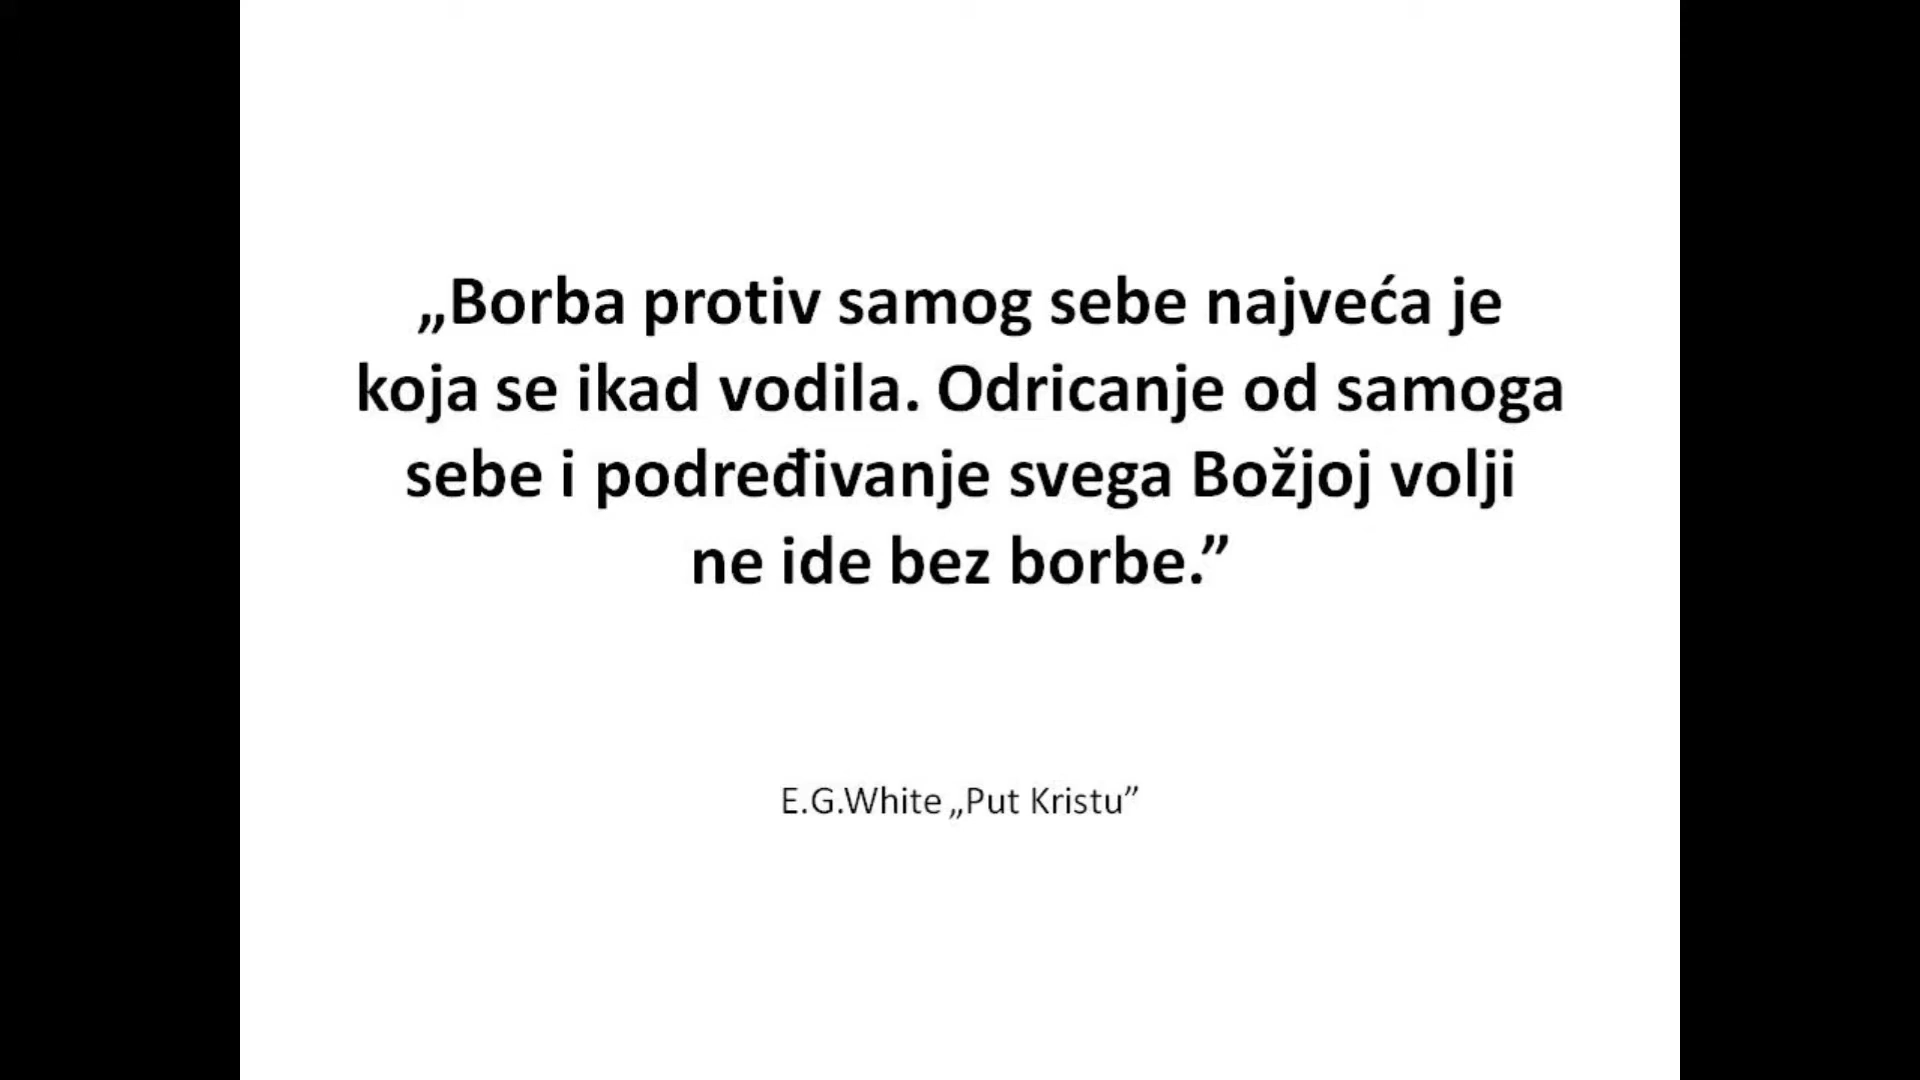 „Borba protiv samog sebe najveća je
koja se ikad vodila. Odricanje od samoga
sebe i podređivanje svega Božjoj volji
ne ide bez borbe.”
E.G.White „Put Kristu”